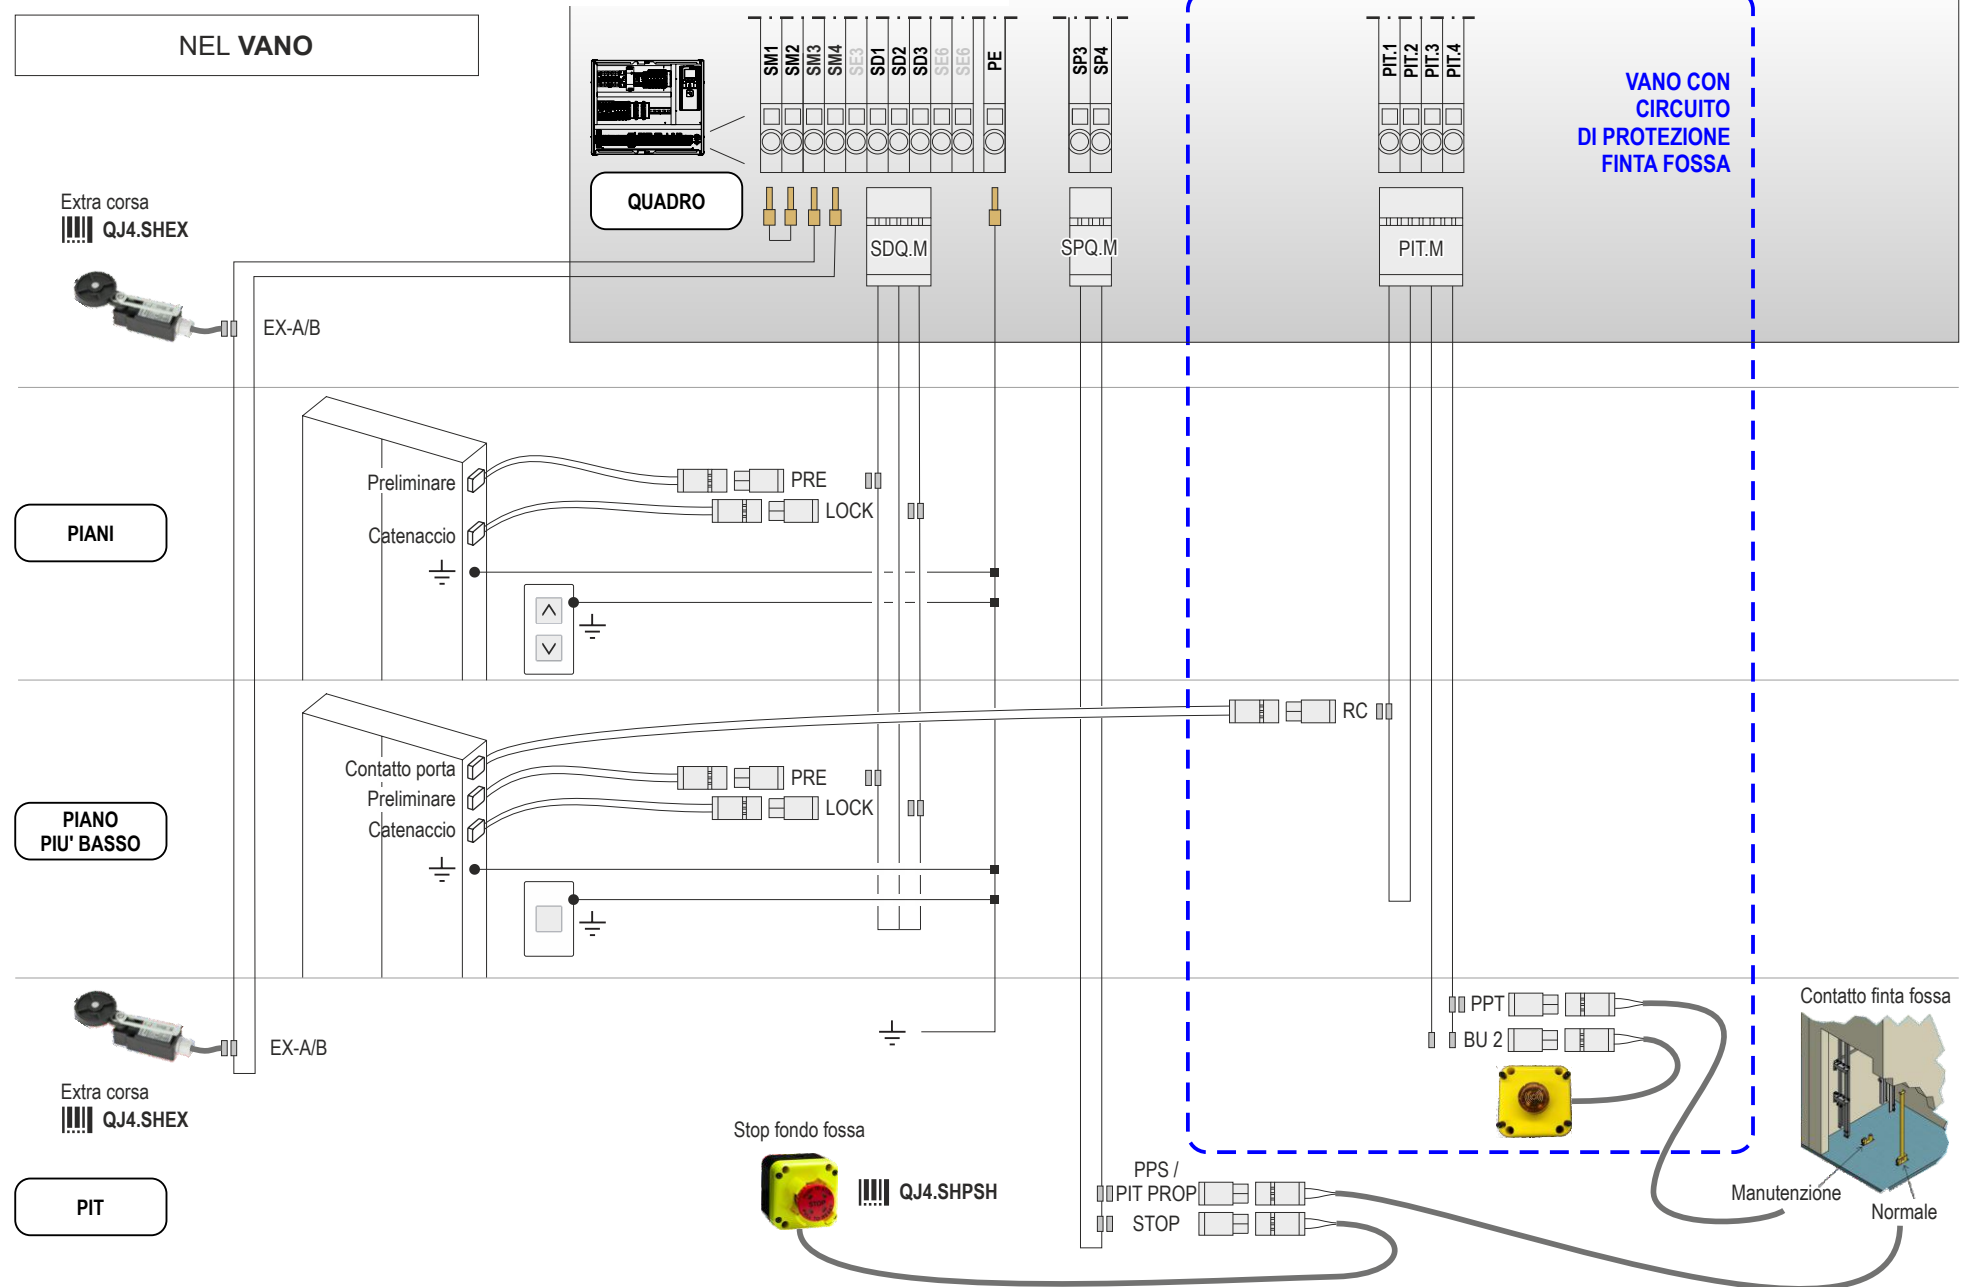 NEL VANO
SM1
SM2
SM3
SM4
SE3
SD1
SD2
SD3
SE6
SE6
PE
SP3
SP4
PIT.1
PIT.2
PIT.3
PIT.4
VANO CON
CIRCUITO
DI PROTEZIONE
FINTA FOSSA
QUADRO
SDQ.M
SPQ.M
PIT.M
Extra corsa
QJ4.SHEX
EX-A/B
PIANI
Preliminare
Catenaccio
PRE
LOCK
PIANO
PIU' BASSO
Contatto porta
Preliminare
Catenaccio
PRE
LOCK
RC
EX-A/B
Extra corsa
QJ4.SHEX
PIT
Stop fondo fossa
STOP
QJ4.SHPSH
PPS /
PIT PROP
STOP
PPT
BU 2
Contatto finta fossa
Manutenzione
Normale